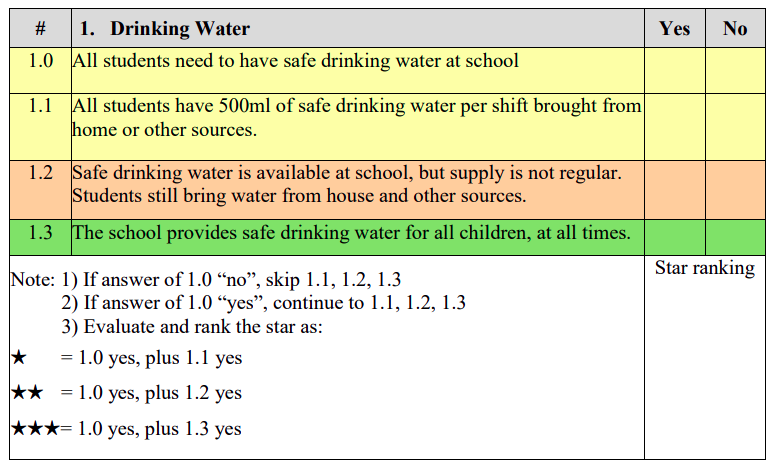 # 1. Drinking Water Yes No
1.0 All students need to have safe drinking water at school
1.1 All students have 500ml of safe drinking water per shift brought from
home or other sources.
1.2 Safe drinking water is available at school, but supply is not regular.
Students still bring water from house and other sources.
1.3 The school provides safe drinking water for all children, at all times.
Note: 1) If answer of 1.0 “no”, skip 1.1, 1.2, 1.3
2) If answer of 1.0 “yes”, continue to 1.1, 1.2, 1.3
3) Evaluate and rank the star as:
★ = 1.0 yes, plus 1.1 yes
★★ = 1.0 yes, plus 1.2 yes
★★★= 1.0 yes, plus 1.3 yes
Star ranking